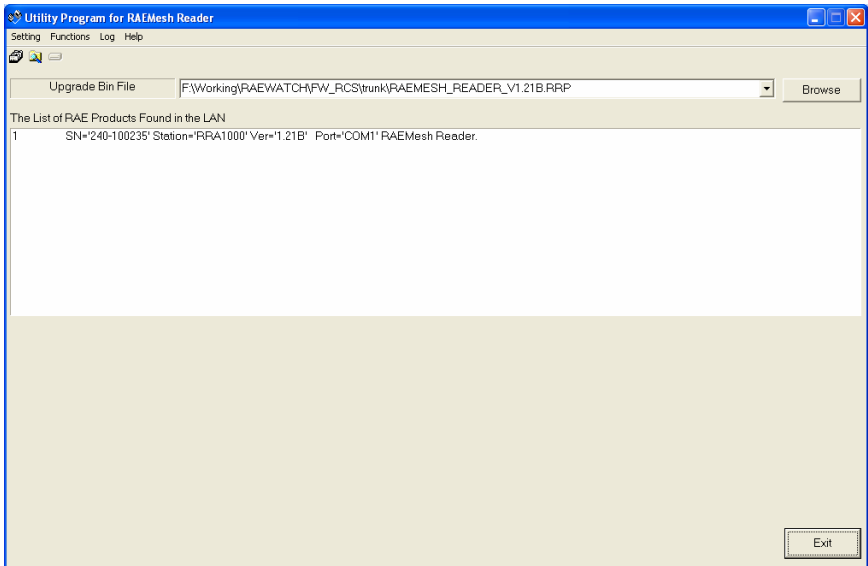 Utility Program for RAEMesh Reader
Setting Functions Log Help
Upgrade Bin File F:\Working\RAEWATCH\FW_RCS\trunk\RAEMESH_READER_V1.21B.RRP Browse
The List of RAE Products Found in the LAN
1 SN='240-100235' Station='RRA1000' Ver='1.21B' Port='COM1' RAEMesh Reader.
Exit